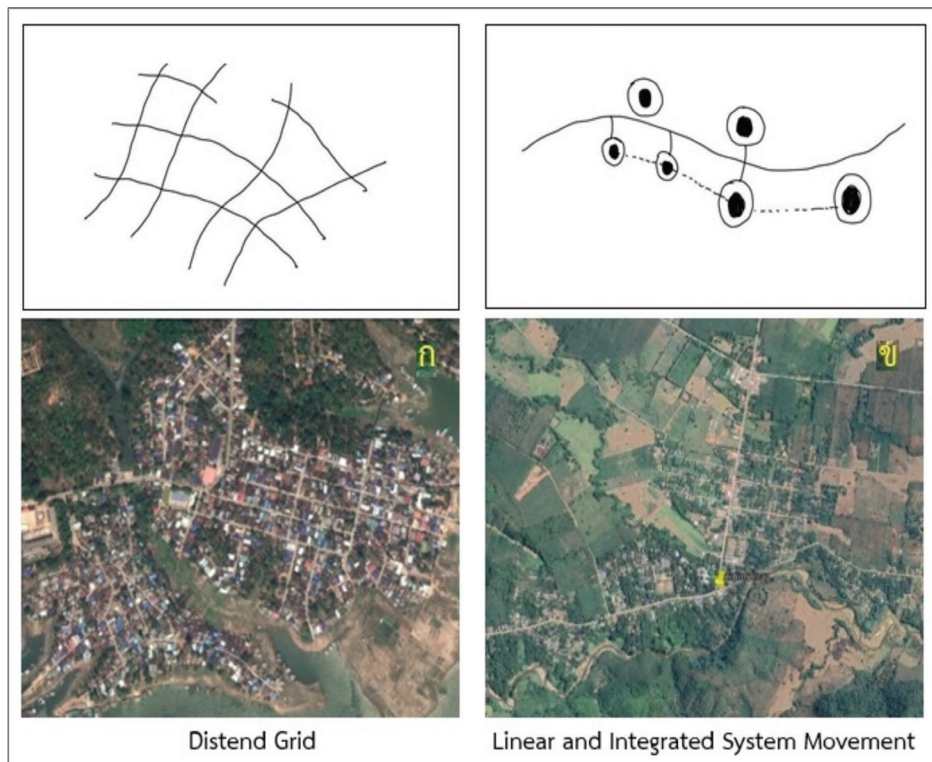 ก
ข
Distend Grid
Linear and Integrated System Movement